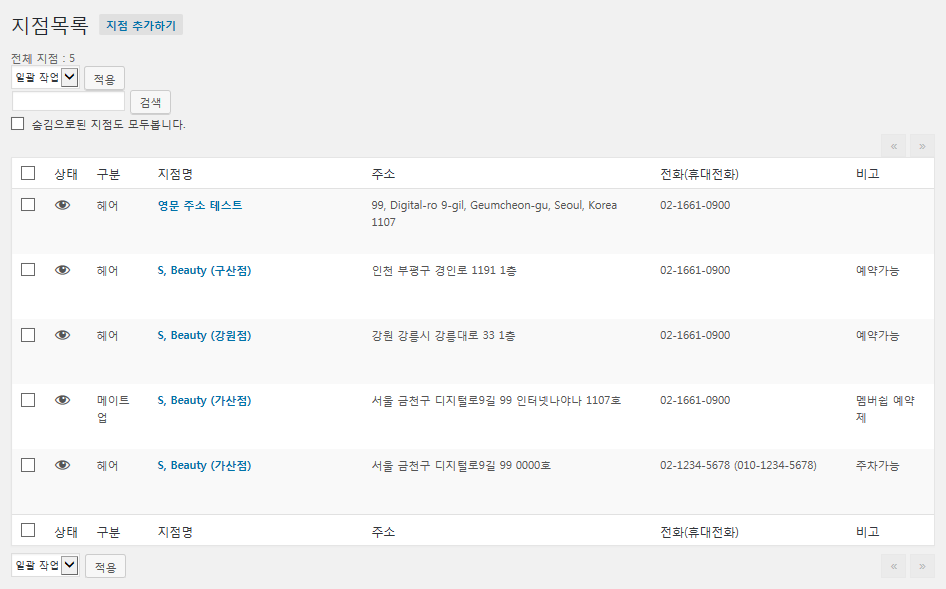 지점목록 지점 추가하기
전체 지점 : 5
일괄 작업 적용
검색
숨김으로된 지점도 모두봅니다.
« »
상태 구분 지점명 주소 전화(휴대전화) 비고
헤어 영문 주소 테스트 99, Digital-ro 9-gil, Geumcheon-gu, Seoul, Korea 02-1661-0900
1107
헤어 S, Beauty (구산점) 인천 부평구 경인로 1191 1층 02-1661-0900 예약가능
헤어 S, Beauty (강원점) 강원 강릉시 강릉대로 33 1층 02-1661-0900 예약가능
메이트 S, Beauty (가산점) 서울 금천구 디지털로9길 99 인터넷나야나 1107호 02-1661-0900 멤버쉽 예약
업 제
헤어 S, Beauty (가산점) 서울 금천구 디지털로9길 99 0000호 02-1234-5678 (010-1234-5678) 주차가능
상태 구분 지점명 주소 전화(휴대전화) 비고
일괄 작업 적용 « »